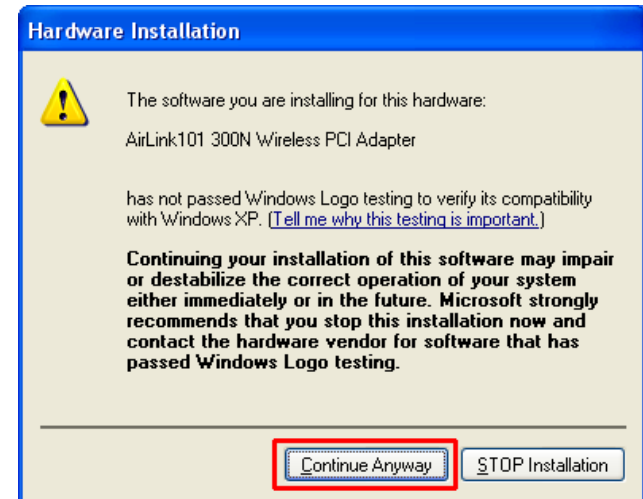 Hardware Installation
The software you are installing for this hardware:
AirLink101 300N Wireless PCI Adapter
has not passed Windows Logo testing to verify its compatibility
with Windows XP. (Tell me why this testing is important.)
Continuing your installation of this software may impair
or destabilize the correct operation of your system
either immediately or in the future. Microsoft strongly
recommends that you stop this installation now and
contact the hardware vendor for software that has
passed Windows Logo testing.
Continue Anyway
STOP Installation